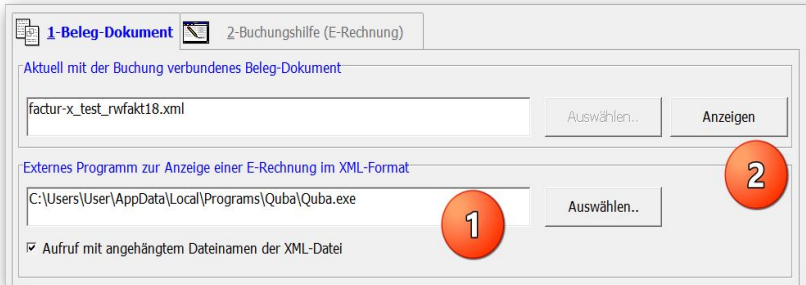 1-Beleg-Dokument 2-Buchungshilfe (E-Rechnung)
Aktuell mit der Buchung verbundenes Beleg-Dokument
factur-x_test_rwfakt18.xml Auswählen.. Anzeigen
2
Externes Programm zur Anzeige einer E-Rechnung im XML-Format
C:\Users\User\AppData\Local\Programs\Quba\Quba.exe 1 Auswählen..
Aufruf mit angehängtem Dateinamen der XML-Datei